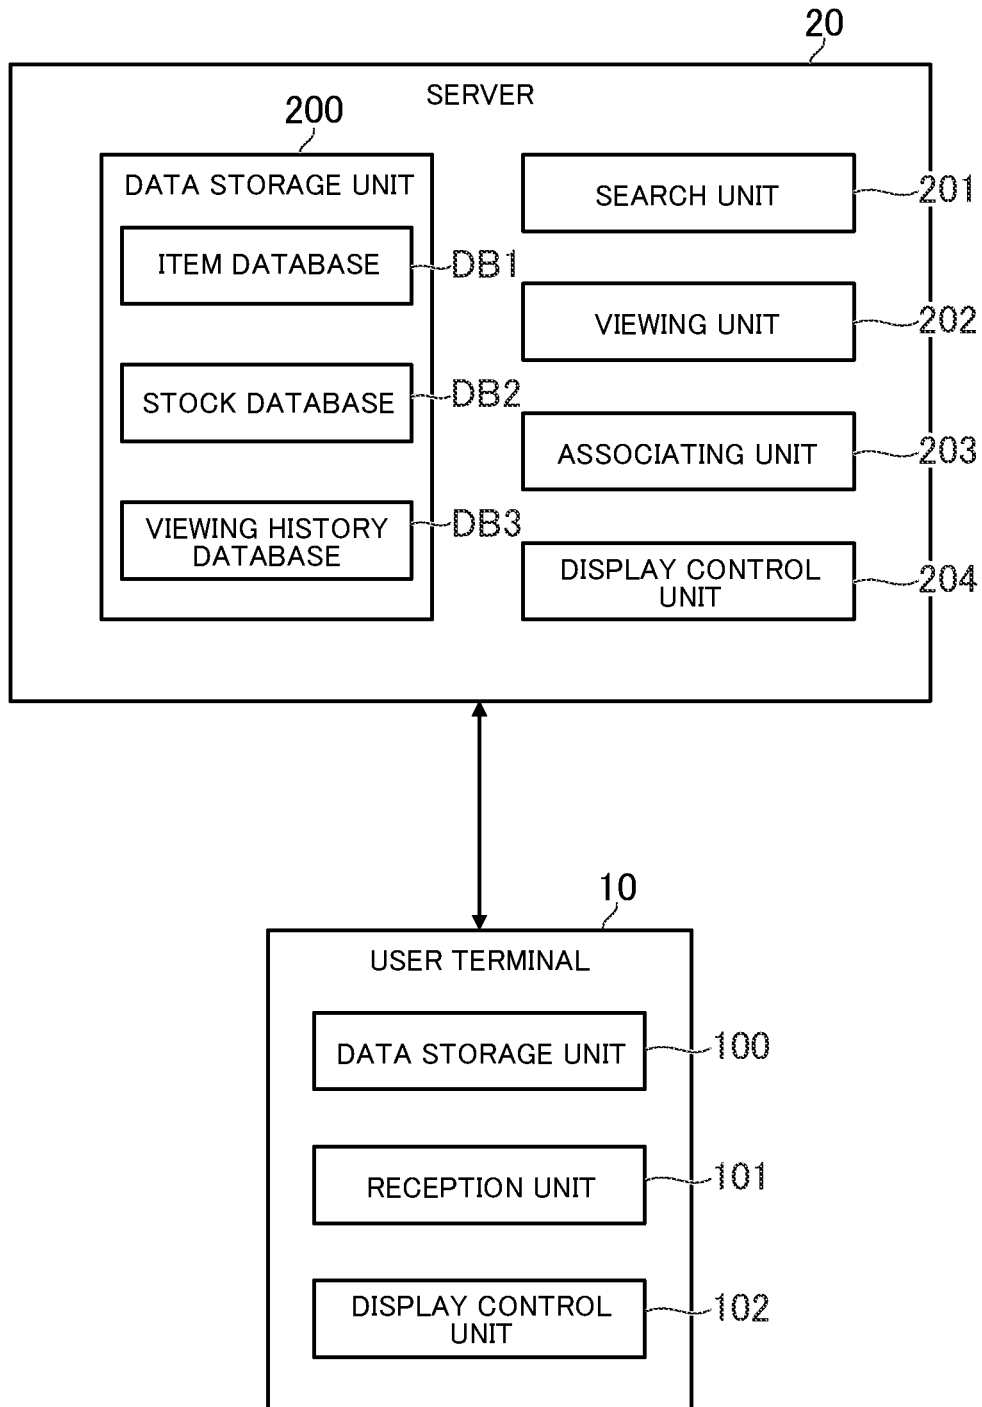 20
SERVER
200
DATA STORAGE UNIT
ITEM DATABASE
DB1
STOCK DATABASE
DB2
VIEWING HISTORY
DATABASE
DB3
SEARCH UNIT
201
VIEWING UNIT
202
ASSOCIATING UNIT
203
DISPLAY CONTROL
UNIT
204
10
USER TERMINAL
DATA STORAGE UNIT
100
RECEPTION UNIT
101
DISPLAY CONTROL
UNIT
102